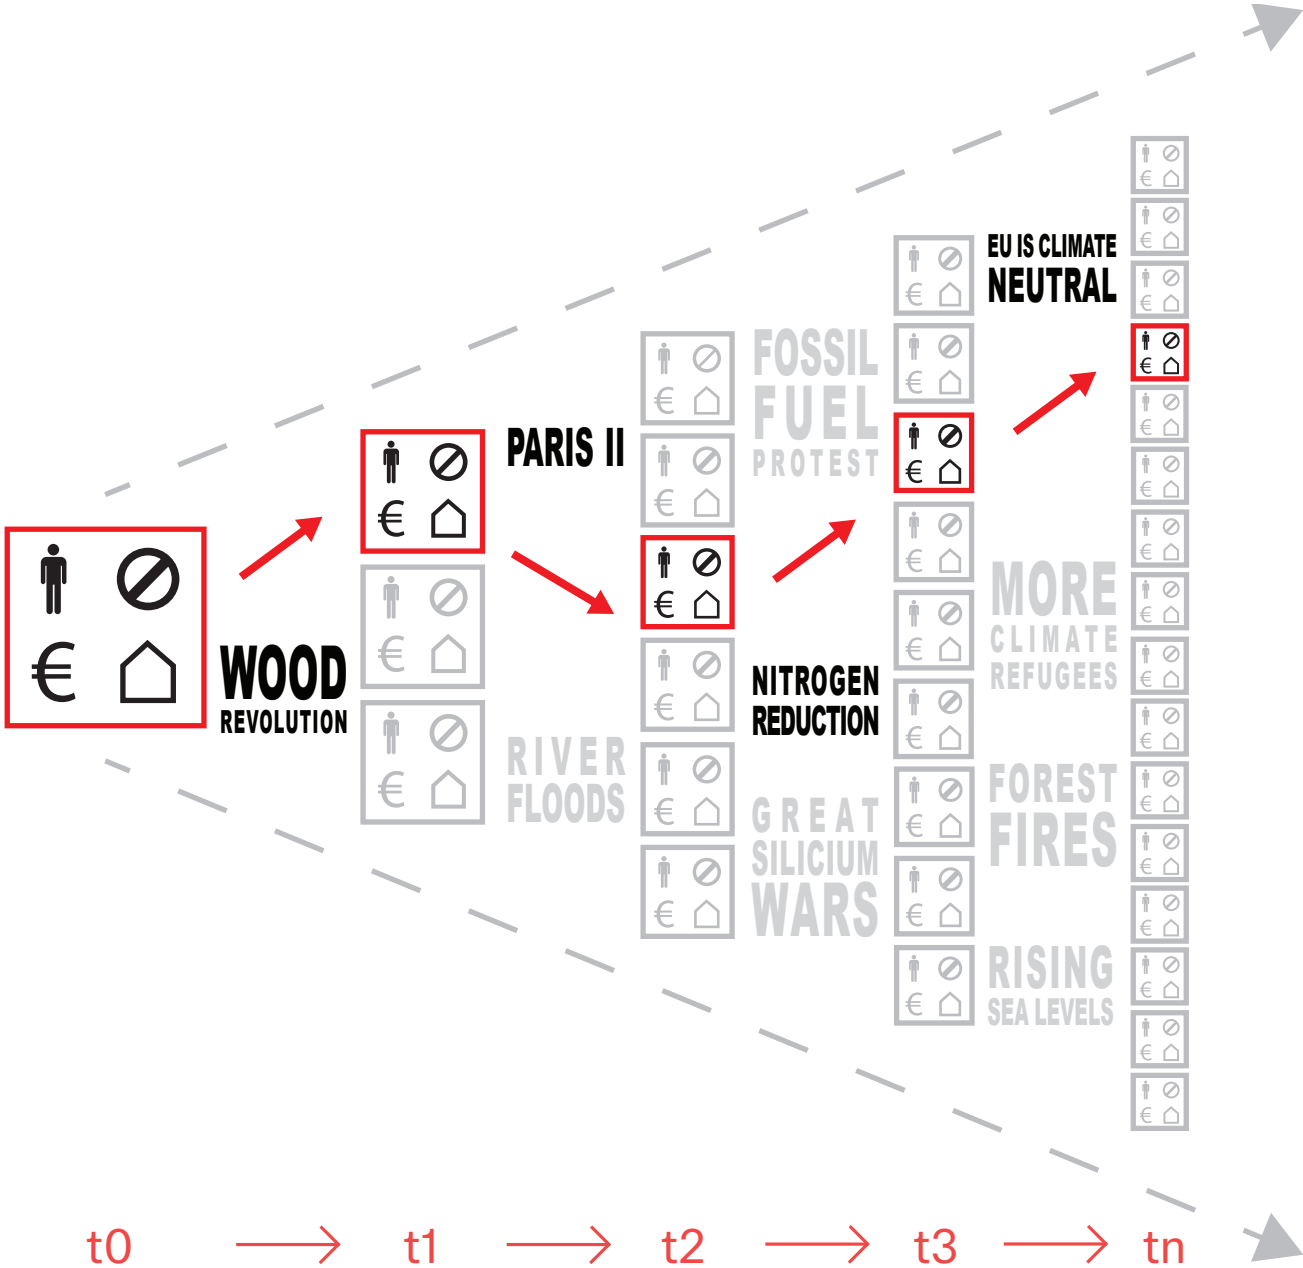 WOOD
REVOLUTION
PARIS II
RIVER
FLOODS
FOSSIL
FUEL
PROTEST
NITROGEN
REDUCTION
GREAT
SILICIUM
WARS
EU IS CLIMATE
NEUTRAL
MORE
CLIMATE
REFUGEES
FOREST
FIRES
RISING
SEA LEVELS
t0 → t1 → t2 → t3 → tn